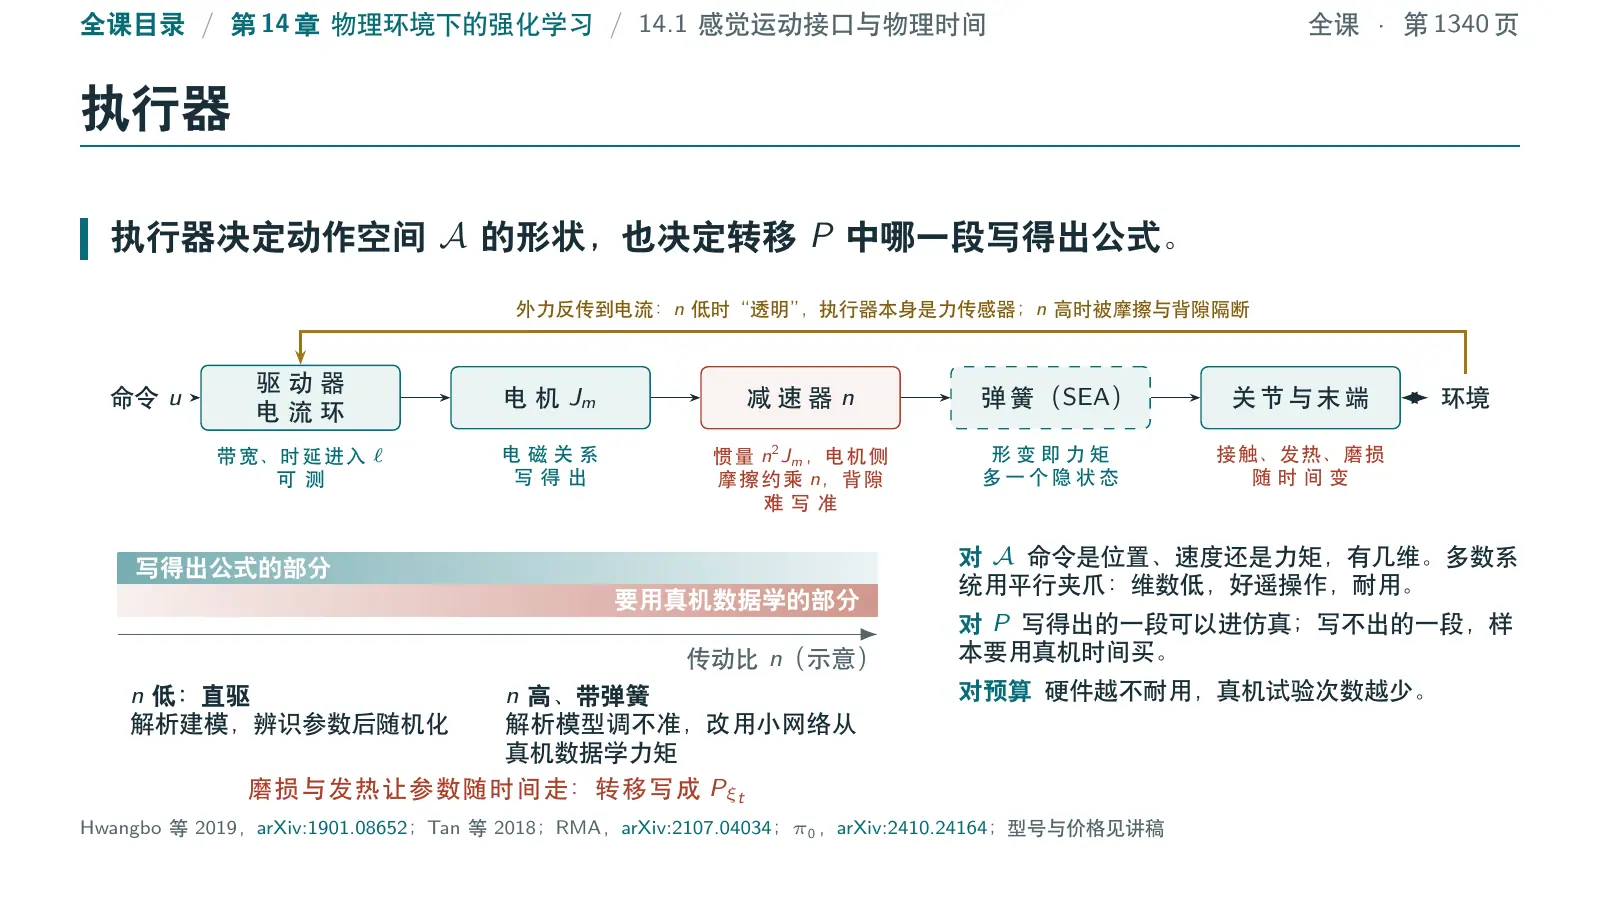 全课目录 / 第 14 章 物理环境下的强化学习 / 14.1 感觉运动接口与物理时间
全课 · 第 1340 页
执行器
执行器决定动作空间 𝒜 的形状，也决定转移 P 中哪一段写得出公式。
外力反传到电流：n 低时“透明”，执行器本身是力传感器；n 高时被摩擦与背隙隔断
命令 u
驱动器
电流环
电机 Jₘ
减速器 n
弹簧（SEA）
关节与末端
环境
带宽、时延进入 ℓ
可测
电磁关系
写得出
惯量 n²Jₘ，电机侧
摩擦约乘 n，背隙
难写准
形变即力矩
多一个隐状态
接触、发热、磨损
随时间变
写得出公式的部分
要用真机数据学的部分
传动比 n（示意）
n 低：直驱
解析建模，辨识参数后随机化
n 高、带弹簧
解析模型调不准，改用小网络从
真机数据学力矩
磨损与发热让参数随时间走：转移写成 P_{ξ_t}
对 𝒜 命令是位置、速度还是力矩，有几维。多数系
统用平行夹爪：维数低，好遥操作，耐用。
对 P 写得出的一段可以进仿真；写不出的一段，样
本要用真机时间买。
对预算 硬件越不耐用，真机试验次数越少。
Hwangbo 等 2019，arXiv:1901.08652；Tan 等 2018；RMA，arXiv:2107.04034；π₀，arXiv:2410.24164；型号与价格见讲稿